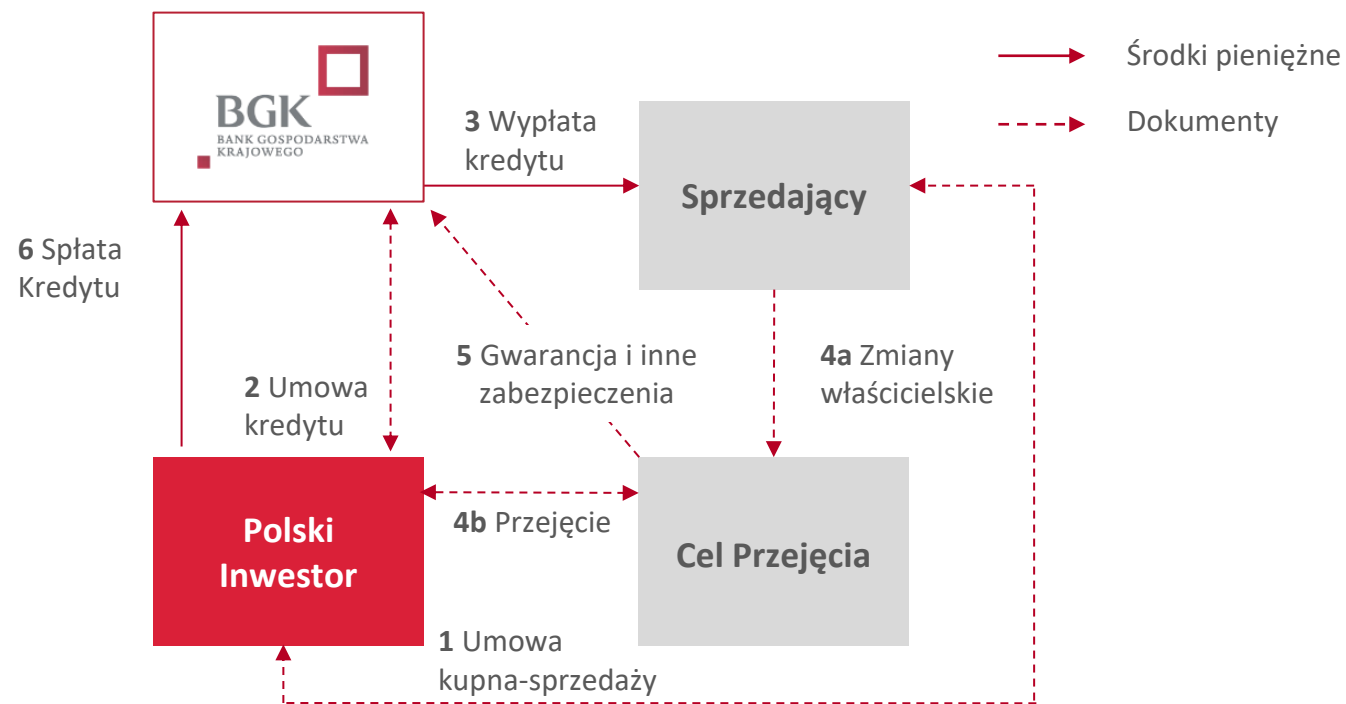 BGK
BANK GOSPODARSTWA
KRAJOWEGO
Środki pieniężne
Dokumenty
3 Wypłata
kredytu
Sprzedający
6 Spłata
Kredytu
2 Umowa
kredytu
5 Gwarancja i inne
zabezpieczenia
4a Zmiany
właścicielskie
Polski
Inwestor
4b Przejęcie
Cel Przejęcia
1 Umowa
kupna-sprzedaży